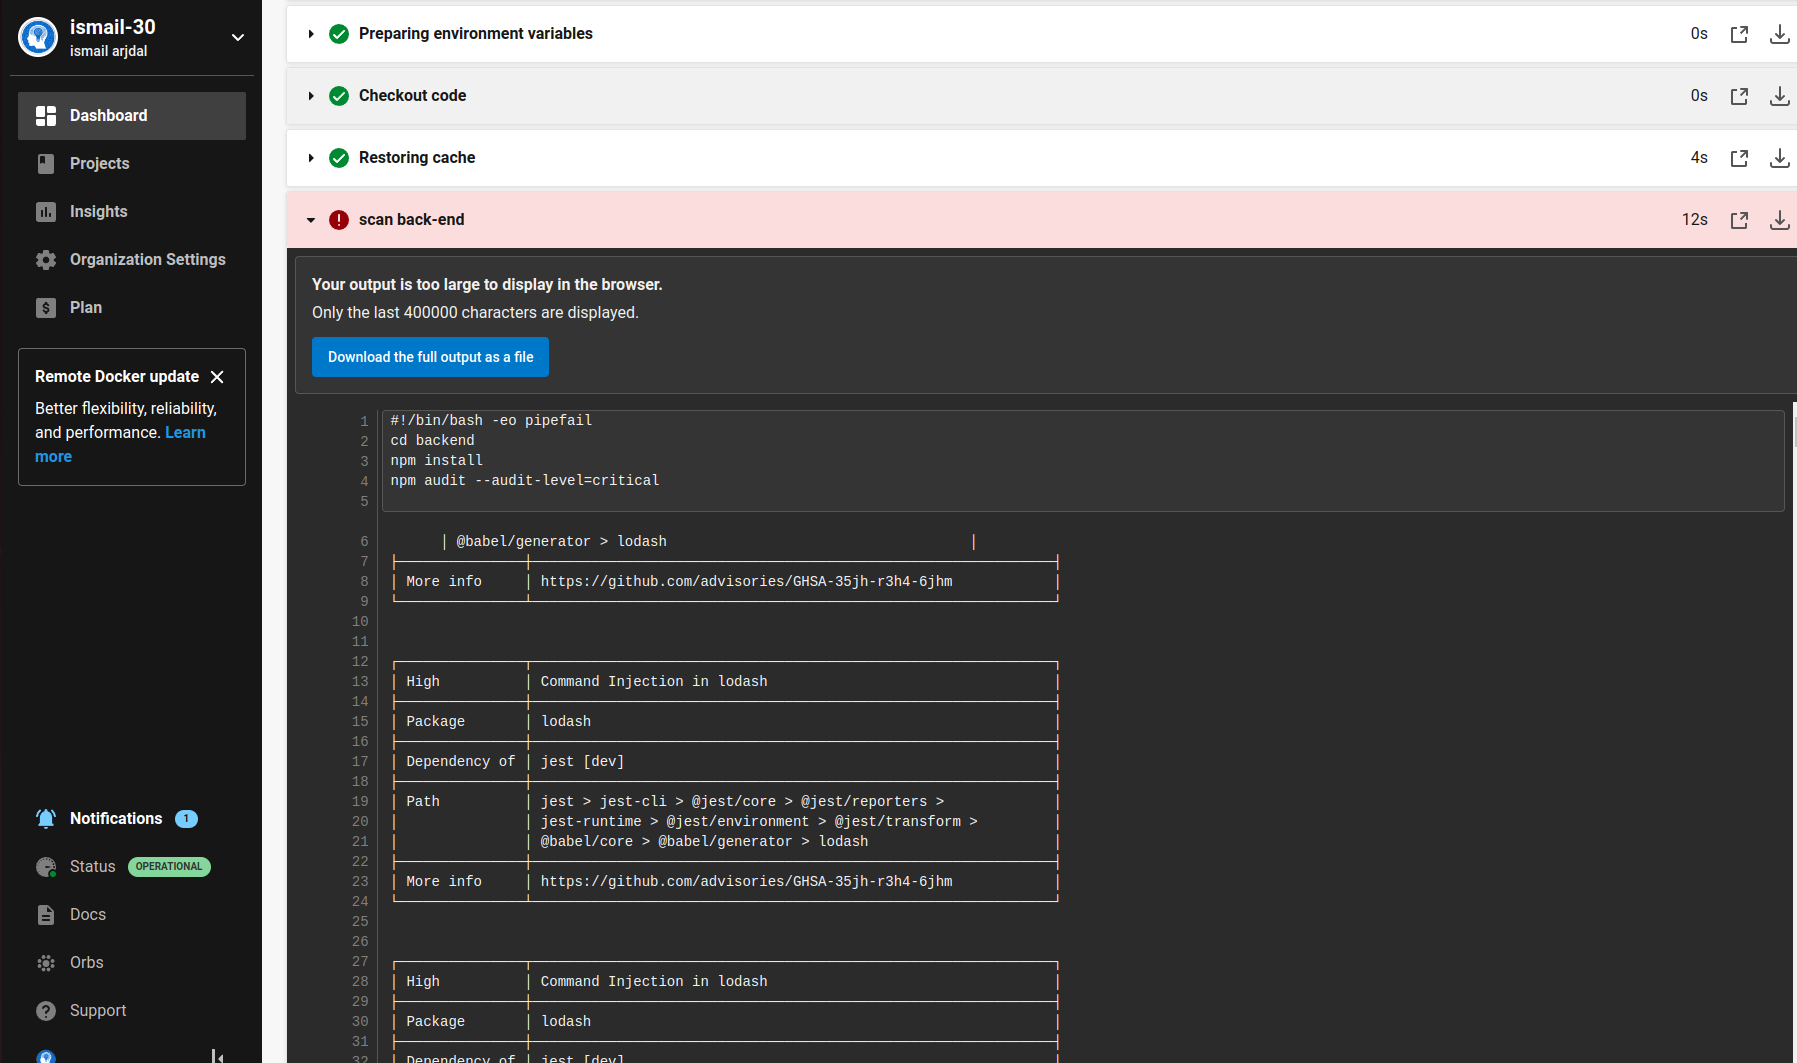 ismail-30
ismail arjdal
Dashboard
Projects
Insights
Organization Settings
Plan
Remote Docker update
Better flexibility, reliability,
and performance. Learn
more
Notifications 1
Status OPERATIONAL
Docs
Orbs
Support
Preparing environment variables 0s
Checkout code 0s
Restoring cache 4s
scan back-end 12s
Your output is too large to display in the browser.
Only the last 400000 characters are displayed.
Download the full output as a file
1 #!/bin/bash -eo pipefail
2 cd backend
3 npm install
4 npm audit --audit-level=critical
5
6 │ @babel/generator > lodash │
7
8 │ More info │ https://github.com/advisories/GHSA-35jh-r3h4-6jhm │
9
10
11
12
13 │ High │ Command Injection in lodash │
14
15 │ Package │ lodash │
16
17 │ Dependency of │ jest [dev] │
18
19 │ Path │ jest > jest-cli > @jest/core > @jest/reporters > │
20 │ │ jest-runtime > @jest/environment > @jest/transform > │
21 │ │ @babel/core > @babel/generator > lodash │
22
23 │ More info │ https://github.com/advisories/GHSA-35jh-r3h4-6jhm │
24
25
26
27
28 │ High │ Command Injection in lodash │
29
30 │ Package │ lodash │
31
32 │ Dependency of │ jest [dev] │